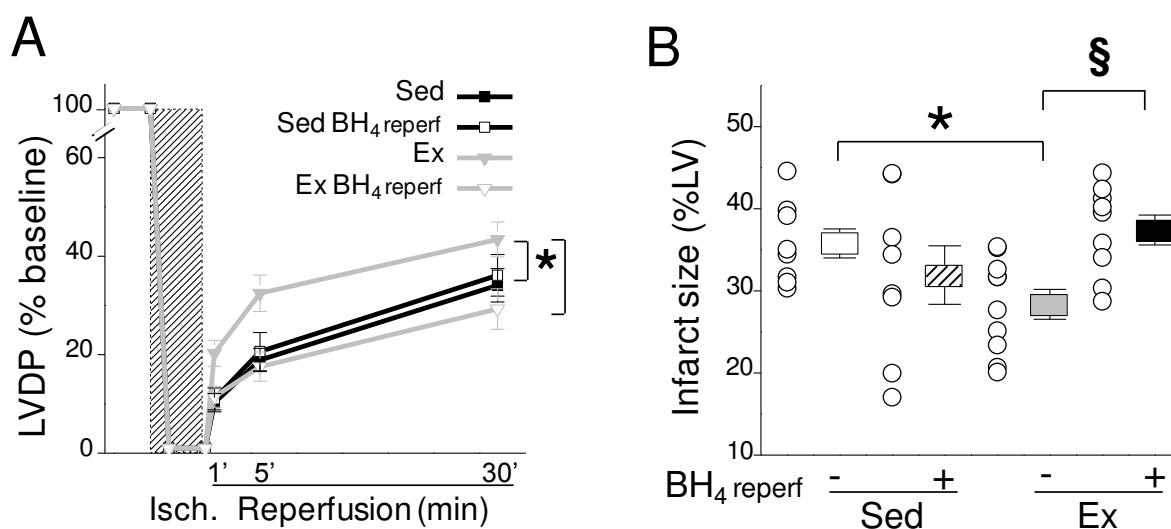 A
LVDP (% baseline)
100
60
40
20
0
Sed
Sed BH₄ reperf
Ex
Ex BH₄ reperf
*
1' 5' 30'
Isch. Reperfusion (min)
B
Infarct size (%LV)
50
40
30
20
10
*
§
BH₄ reperf - + - +
Sed Ex